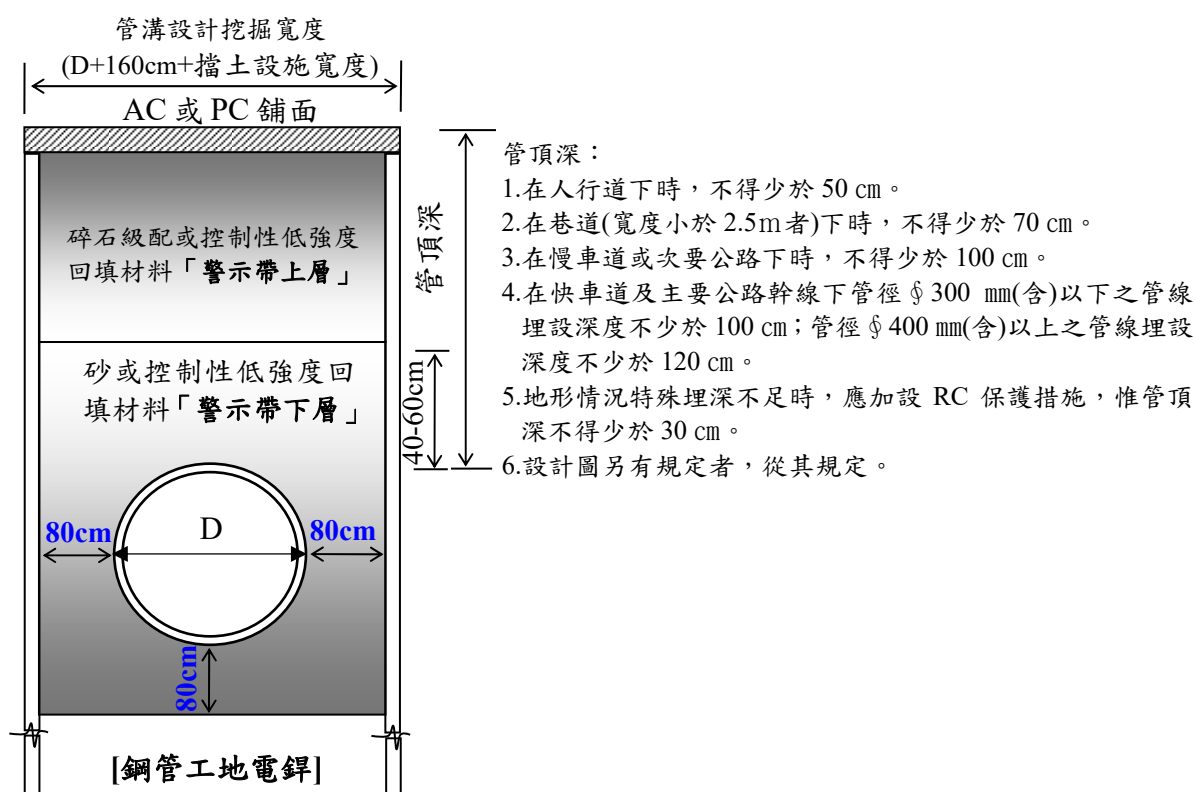 管溝設計挖掘寬度
(D+160cm+擋土設施寬度)
AC 或 PC 舖面
碎石級配或控制性低強度
回填材料「警示帶上層」
砂或控制性低強度回
填材料「警示帶下層」
管頂深
40-60cm
80cm
D
80cm
80cm
[鋼管工地電銲]
管頂深：
1.在人行道下時，不得少於 50 ㎝。
2.在巷道(寬度小於 2.5ｍ者)下時，不得少於 70 ㎝。
3.在慢車道或次要公路下時，不得少於 100 ㎝。
4.在快車道及主要公路幹線下管徑∮300 ㎜(含)以下之管線
埋設深度不少於 100 ㎝；管徑∮400 ㎜(含)以上之管線埋設
深度不少於 120 ㎝。
5.地形情況特殊埋深不足時，應加設 RC 保護措施，惟管頂
深不得少於 30 ㎝。
6.設計圖另有規定者，從其規定。